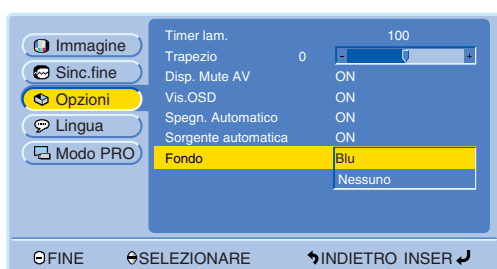 Immagine
Sinc.fine
Opzioni
Lingua
Modo PRO
Timer lam. 100
Trapezio 0 - +
Disp. Mute AV ON
Vis.OSD ON
Spegn. Automatico ON
Sorgente automatica ON
Fondo Blu
Nessuno
FINE SELEZIONARE INDIETRO INSER